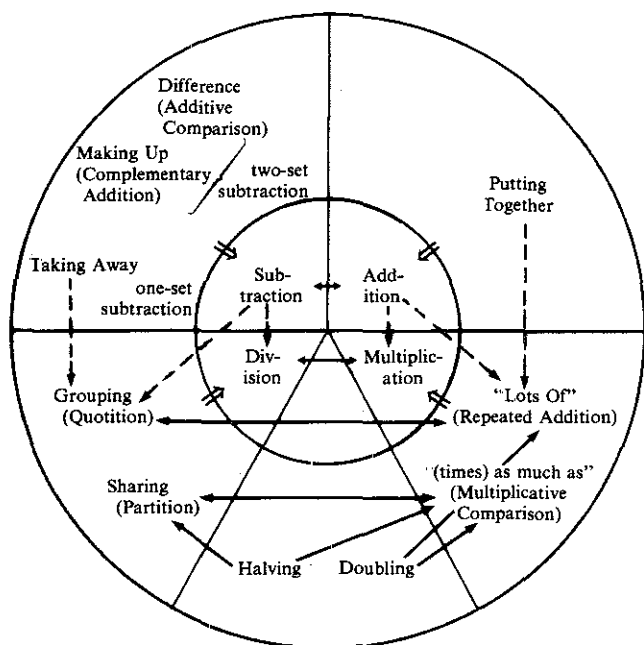 Difference
(Additive
Comparison)
Making Up
(Complementary
Addition)
two-set
subtraction
Putting
Together
Taking Away
one-set
subtraction
Sub-
traction
Add-
ition
Div-
ision
Multiplic-
ation
Grouping
(Quotition)
"Lots Of"
(Repeated Addition)
Sharing
(Partition)
"(times) as much as"
(Multiplicative
Comparison)
Halving
Doubling